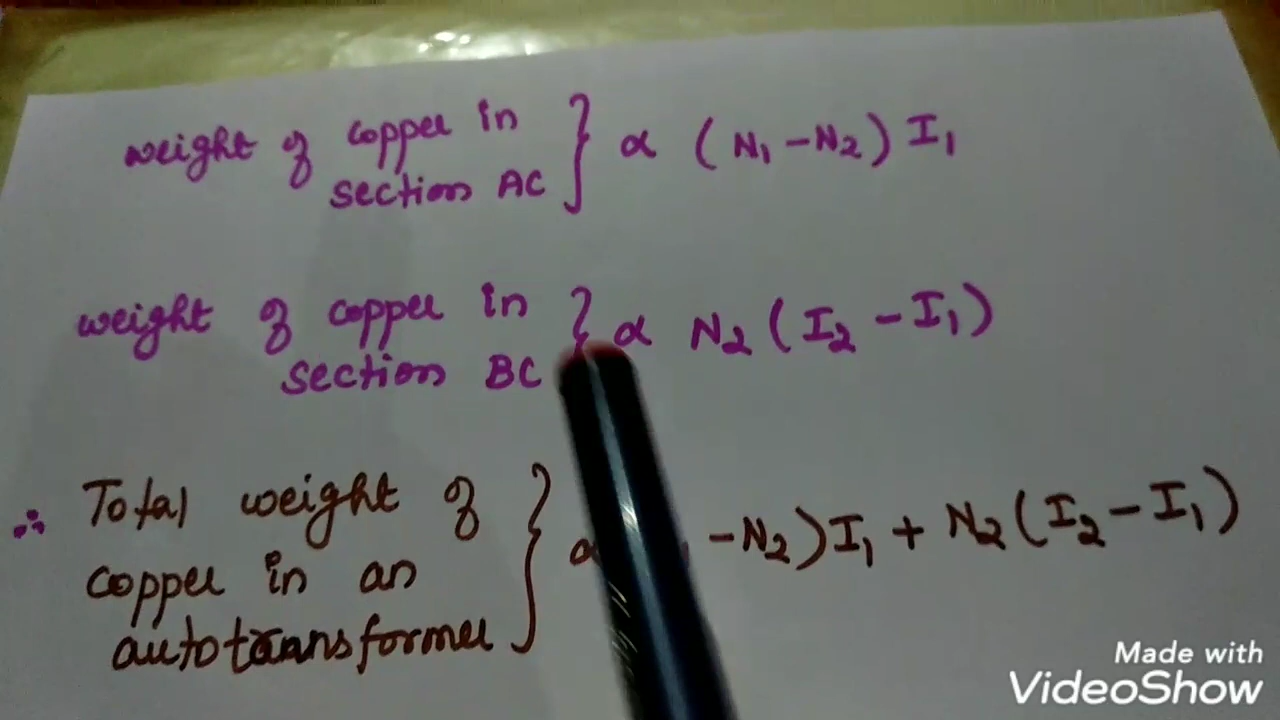 weight of copper in } α (N₁ - N₂) I₁
section AC
weight of copper in } α N₂ (I₂ - I₁)
section BC
∴ Total weight of } α - N₂) I₁ + N₂ (I₂ - I₁)
copper in an
autotransformer
Made with
VideoShow